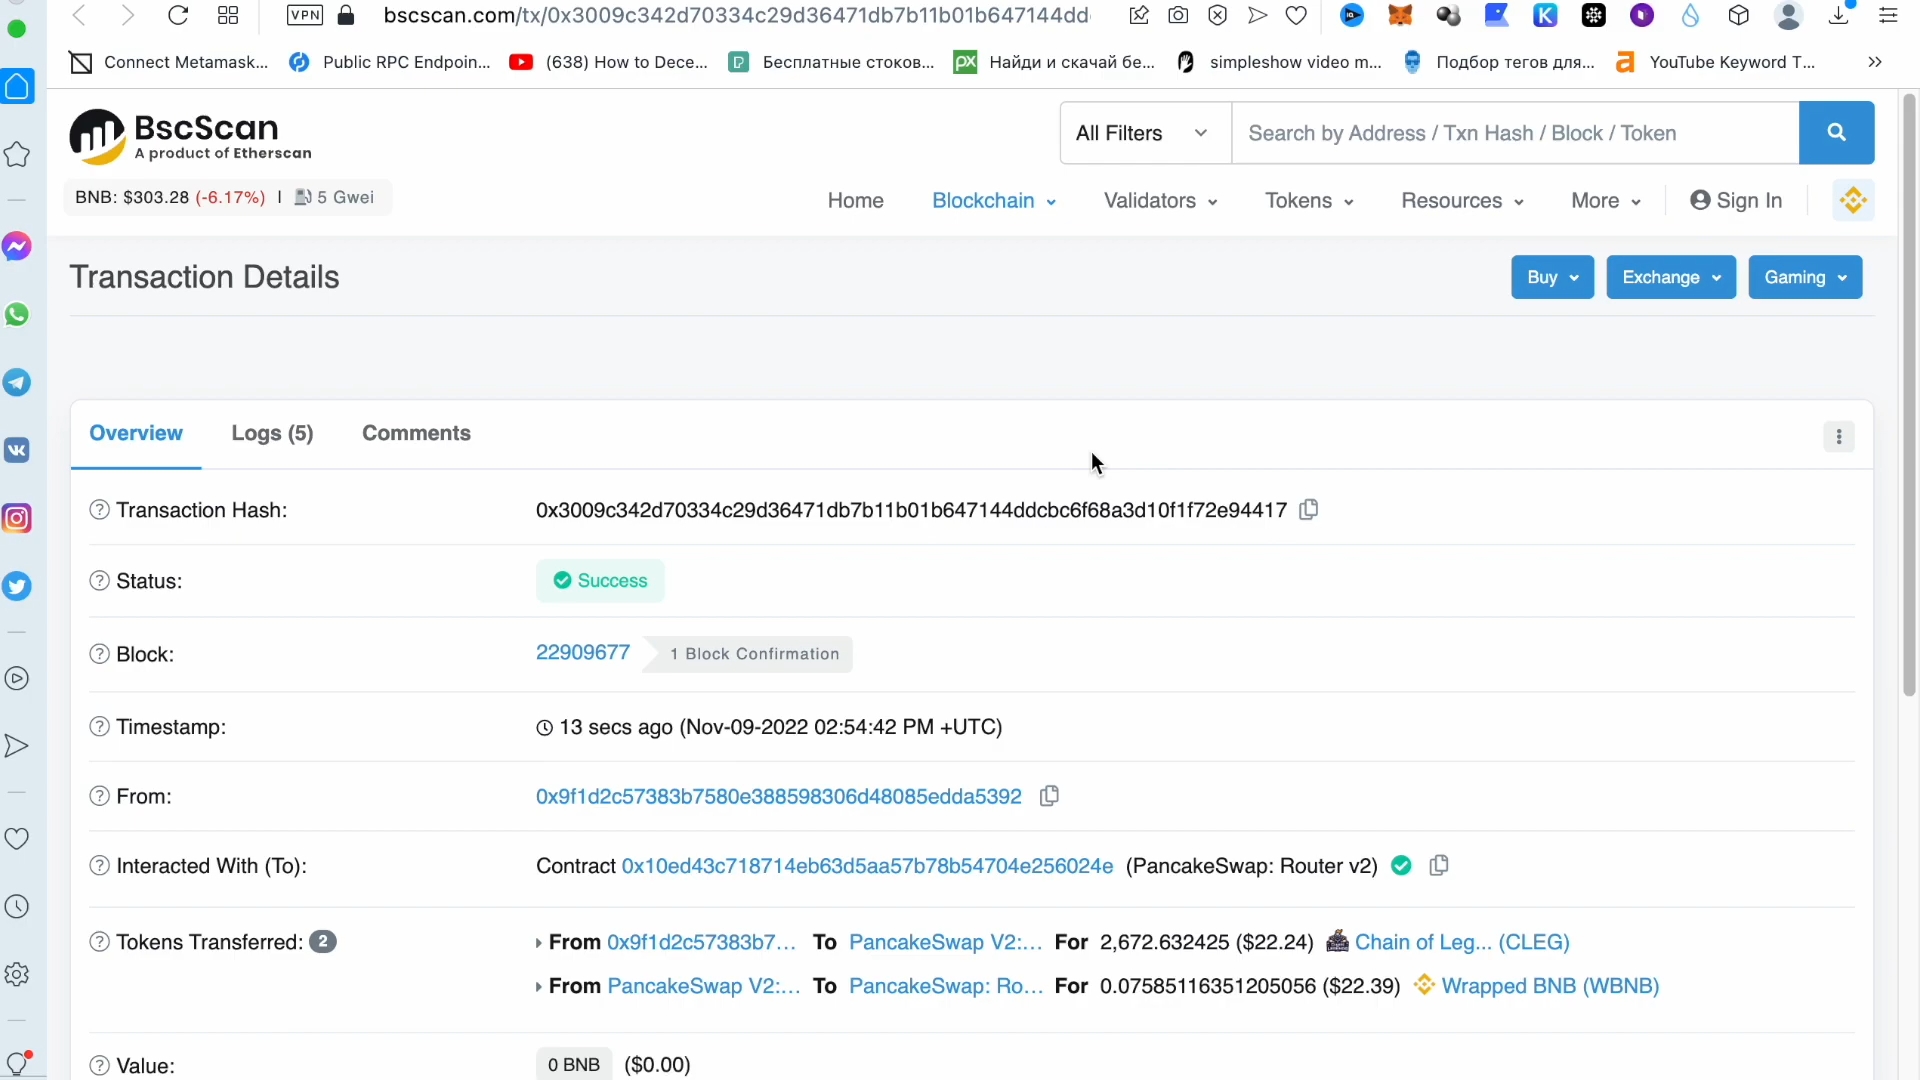 VPN
bscscan.com/tx/0x3009c342d70334c29d36471db7b11b01b647144dd
Connect Metamask...
Public RPC Endpoin...
(638) How to Dece...
Бесплатные стоков...
Найди и скачай бе...
simpleshow video m...
Подбор тегов для...
YouTube Keyword T...
BscScan
A product of Etherscan
All Filters
Search by Address / Txn Hash / Block / Token
BNB: $303.28 (-6.17%) | 5 Gwei
Home
Blockchain
Validators
Tokens
Resources
More
Sign In
Transaction Details
Buy
Exchange
Gaming
Overview
Logs (5)
Comments
Transaction Hash:
0x3009c342d70334c29d36471db7b11b01b647144ddcbc6f68a3d10f1f72e94417
Status:
Success
Block:
22909677
1 Block Confirmation
Timestamp:
13 secs ago (Nov-09-2022 02:54:42 PM +UTC)
From:
0x9f1d2c57383b7580e388598306d48085edda5392
Interacted With (To):
Contract 0x10ed43c718714eb63d5aa57b78b54704e256024e (PancakeSwap: Router v2)
Tokens Transferred: 2
From 0x9f1d2c57383b7... To PancakeSwap V2:... For 2,672.632425 ($22.24) Chain of Leg... (CLEG)
From PancakeSwap V2:... To PancakeSwap: Ro... For 0.07585116351205056 ($22.39) Wrapped BNB (WBNB)
Value:
0 BNB ($0.00)